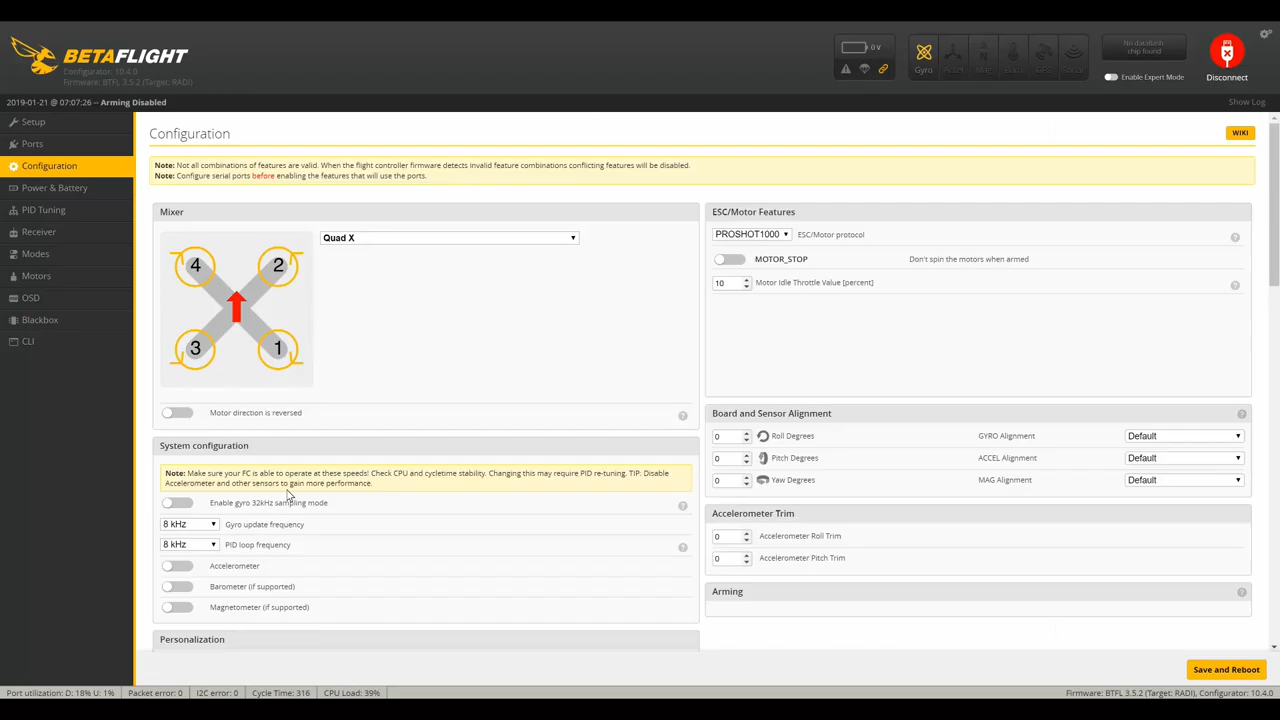 BETAFLIGHT
Configurator: 10.4.0
Firmware: BTFL 3.5.2 (Target: RADI)
0 V
Gyro
No dataflash
chip found
Enable Expert Mode
Disconnect
2019-01-21 @ 07:07:26 -- Arming Disabled
Show Log
Setup
Ports
Configuration
Power & Battery
PID Tuning
Receiver
Modes
Motors
OSD
Blackbox
CLI
Configuration
WIKI
Note: Not all combinations of features are valid. When the flight controller firmware detects invalid feature combinations conflicting features will be disabled.
Note: Configure serial ports before enabling the features that will use the ports.
Mixer
Quad X
4
2
3
1
Motor direction is reversed
System configuration
Note: Make sure your FC is able to operate at these speeds! Check CPU and cycletime stability. Changing this may require PID re-tuning. TIP: Disable
Accelerometer and other sensors to gain more performance.
Enable gyro 32kHz sampling mode
8 kHz Gyro update frequency
8 kHz PID loop frequency
Accelerometer
Barometer (if supported)
Magnetometer (if supported)
Personalization
ESC/Motor Features
PROSHOT1000 ESC/Motor protocol
MOTOR_STOP Don't spin the motors when armed
10 Motor Idle Throttle Value [percent]
Board and Sensor Alignment
0 Roll Degrees GYRO Alignment Default
0 Pitch Degrees ACCEL Alignment Default
0 Yaw Degrees MAG Alignment Default
Accelerometer Trim
0 Accelerometer Roll Trim
0 Accelerometer Pitch Trim
Arming
Save and Reboot
Port utilization: D: 18% U: 1% Packet error: 0 I2C error: 0 Cycle Time: 316 CPU Load: 39%
Firmware: BTFL 3.5.2 (Target: RADI), Configurator: 10.4.0